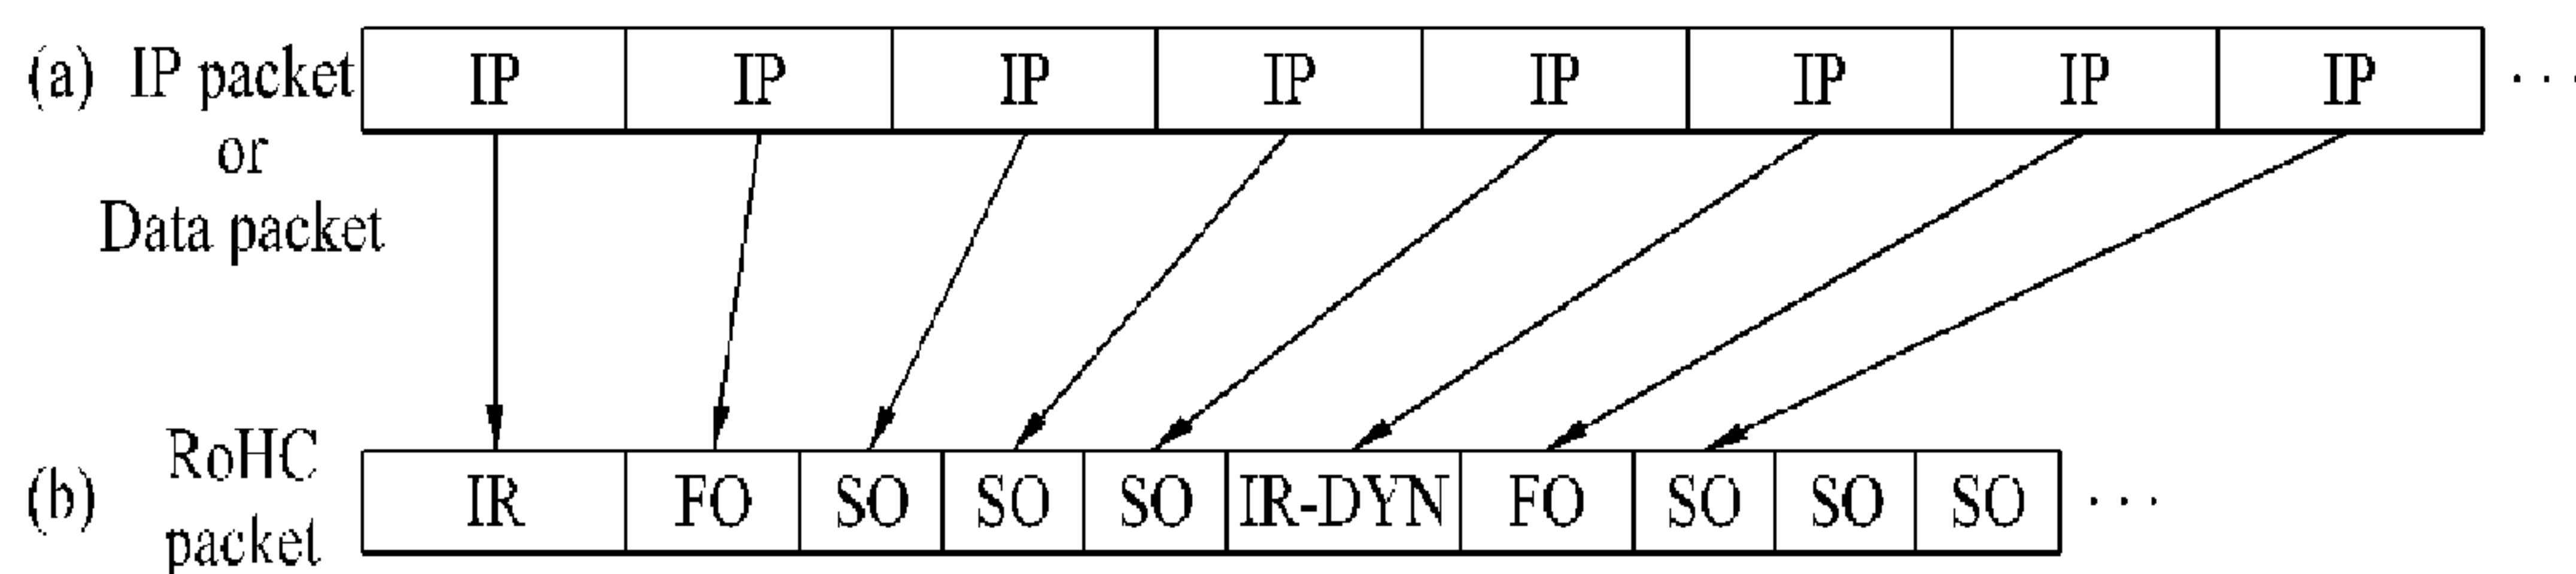 (a) IP packet IP IP IP IP IP IP IP IP ...
or
Data packet
(b) RoHC packet IR FO SO SO SO IR-DYN FO SO SO SO ...